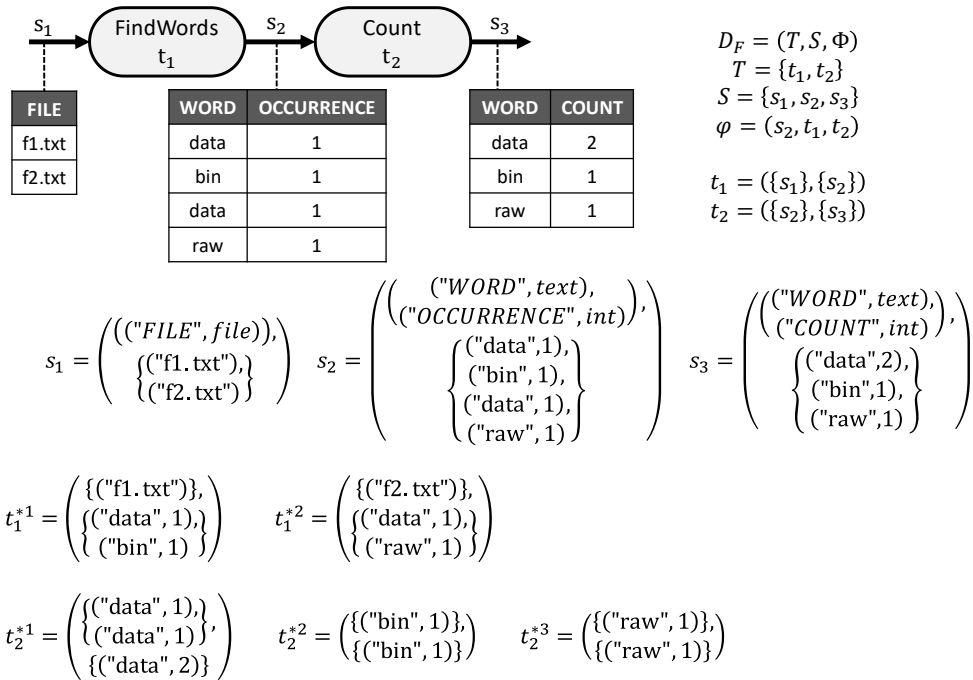 s₁ FindWords t₁ s₂ Count t₂ s₃
FILE
f1.txt
f2.txt
WORD OCCURRENCE
data 1
bin 1
data 1
raw 1
WORD COUNT
data 2
bin 1
raw 1
D_F = (T, S, Φ)
T = {t₁, t₂}
S = {s₁, s₂, s₃}
φ = (s₂, t₁, t₂)
t₁ = ({s₁}, {s₂})
t₂ = ({s₂}, {s₃})
s₁ = ( (("FILE", file)),
{("f1.txt"),
("f2.txt")} )
s₂ = ( ( ("WORD", text),
("OCCURRENCE", int) ),
{ ("data",1),
("bin", 1),
("data", 1),
("raw", 1) } )
s₃ = ( ( ("WORD", text),
("COUNT", int) ),
{ ("data",2),
("bin",1),
("raw",1) } )
t₁*¹ = ( {("f1.txt")},
{("data", 1),
("bin", 1)} )
t₁*² = ( {("f2.txt")},
{("data", 1),
("raw", 1)} )
t₂*¹ = ( {("data", 1),
("data", 1)},
{("data", 2)} )
t₂*² = ( {("bin", 1)},
{("bin", 1)} )
t₂*³ = ( {("raw", 1)},
{("raw", 1)} )